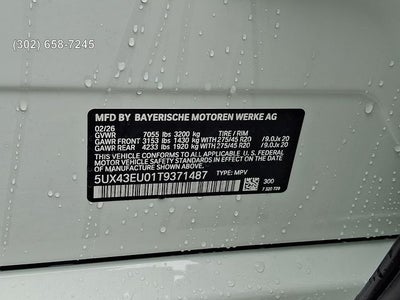 (302) 658-7245
MFD BY BAYERISCHE MOTOREN WERKE AG
02/26
GVWR 7055 lbs 3200 kg TIRE / RIM
GAWR FRONT 3153 lbs 1430 kg WITH 275/45 R20 /9.0Jx 20
GAWR REAR 4233 lbs 1920 kg WITH 275/45 R20 /9.0Jx 20
THIS VEHICLE CONFORMS TO ALL APPLICABLE
U.S. FEDERAL MOTOR VEHICLE SAFETY
STANDARDS IN EFFECT ON THE DATE
OF MANUFACTURE SHOWN ABOVE.
5UX43EU01T9371487 TYPE: MPV
300